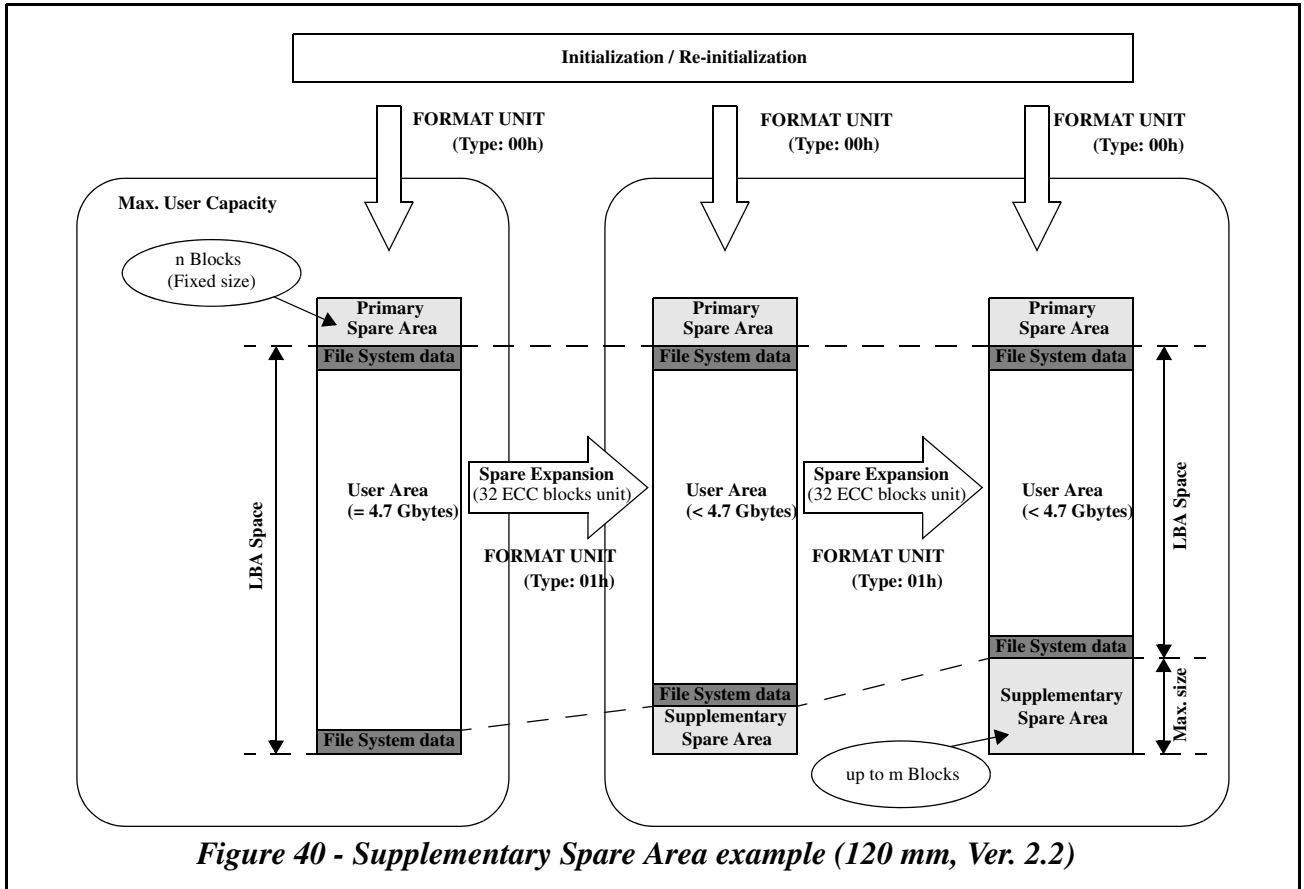 Initialization / Re-initialization
FORMAT UNIT
(Type: 00h)
FORMAT UNIT
(Type: 00h)
FORMAT UNIT
(Type: 00h)
Max. User Capacity
n Blocks
(Fixed size)
Primary
Spare Area
File System data
User Area
(= 4.7 Gbytes)
File System data
LBA Space
Spare Expansion
(32 ECC blocks unit)
FORMAT UNIT
(Type: 01h)
Primary
Spare Area
File System data
User Area
(< 4.7 Gbytes)
File System data
Supplementary
Spare Area
Spare Expansion
(32 ECC blocks unit)
FORMAT UNIT
(Type: 01h)
Primary
Spare Area
File System data
User Area
(< 4.7 Gbytes)
File System data
Supplementary
Spare Area
LBA Space
Max. size
up to m Blocks
Figure 40 - Supplementary Spare Area example (120 mm, Ver. 2.2)